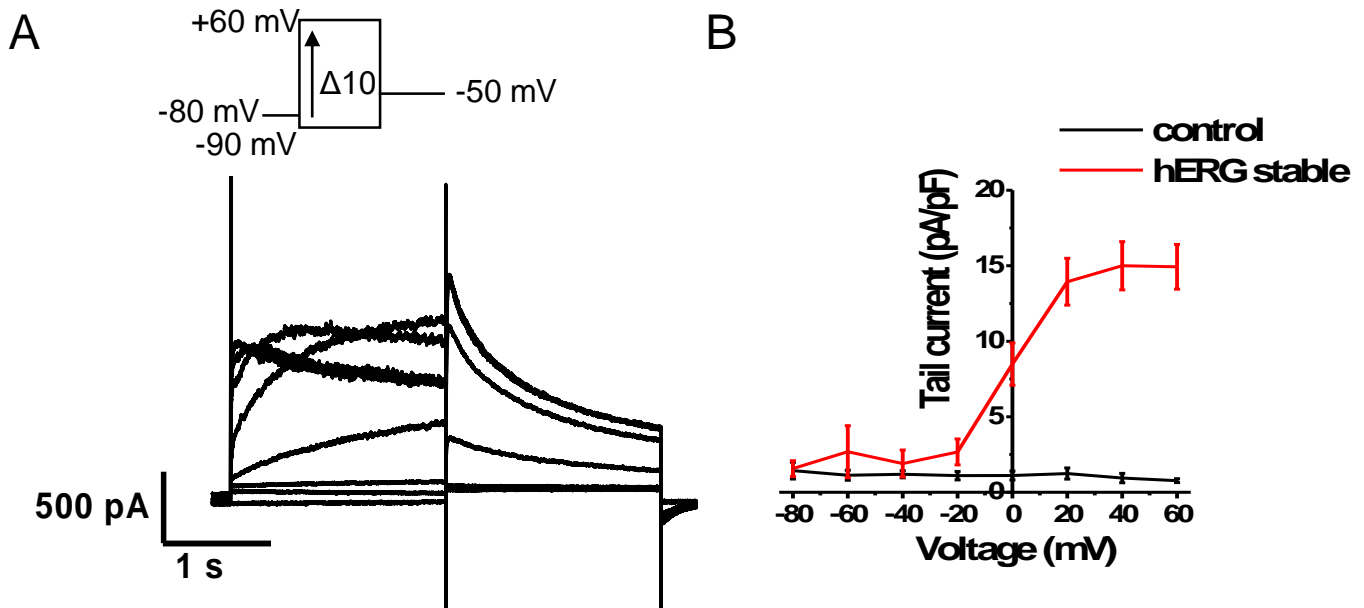 A
+60 mV
Δ10
-80 mV
-50 mV
-90 mV
500 pA
1 s
B
control
hERG stable
Tail current (pA/pF)
20
15
10
5
0
-80 -60 -40 -20 0 20 40 60
Voltage (mV)